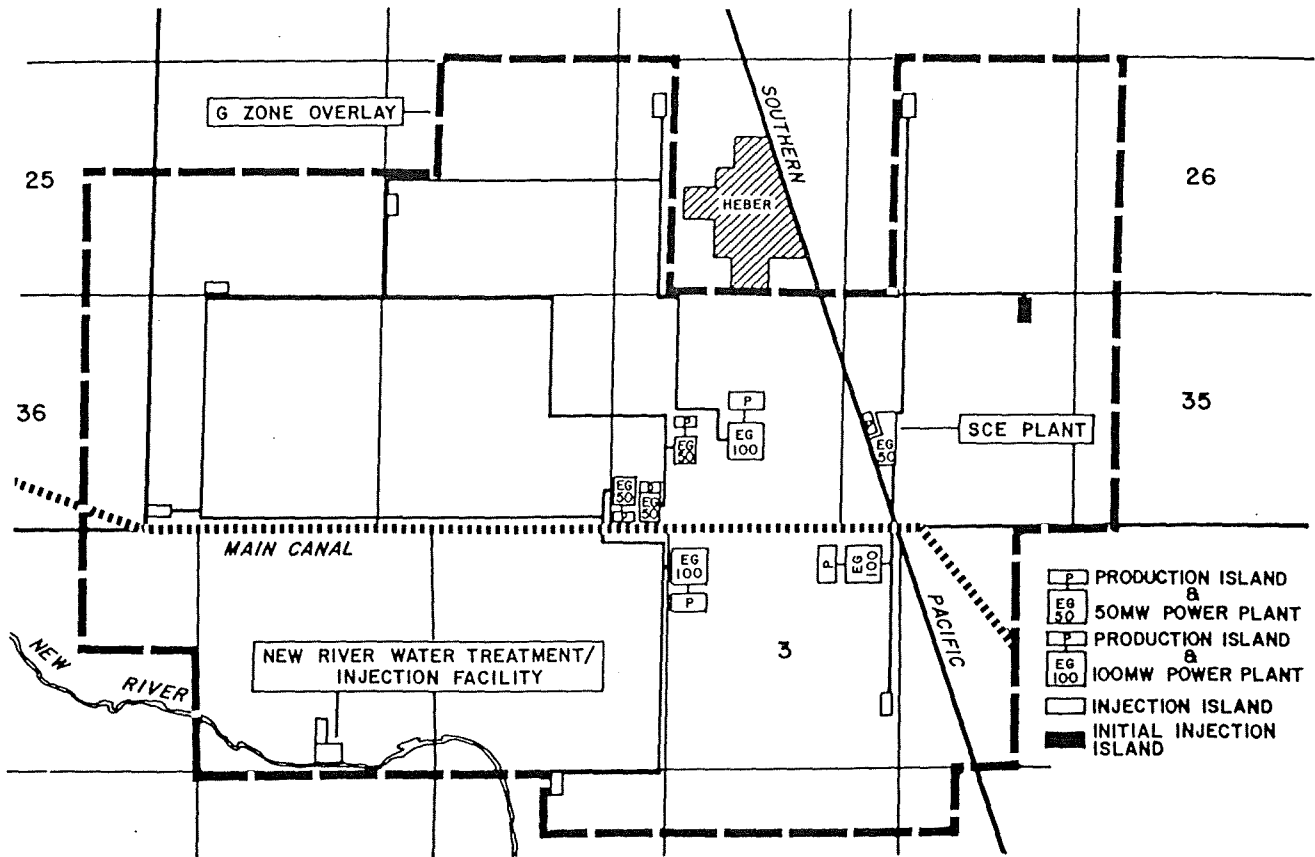 G ZONE OVERLAY
SOUTHERN
25
HEBER
26
36
P
EG
100
P
EG
50
P
EG
50
SCE PLANT
35
EG
50
P
P
EG
50
MAIN CANAL
EG
100
P
P
EG
100
PACIFIC
3
NEW
RIVER
NEW RIVER WATER TREATMENT/
INJECTION FACILITY
P PRODUCTION ISLAND
&
EG
50 50MW POWER PLANT
P PRODUCTION ISLAND
&
EG
100 100MW POWER PLANT
INJECTION ISLAND
INITIAL INJECTION
ISLAND